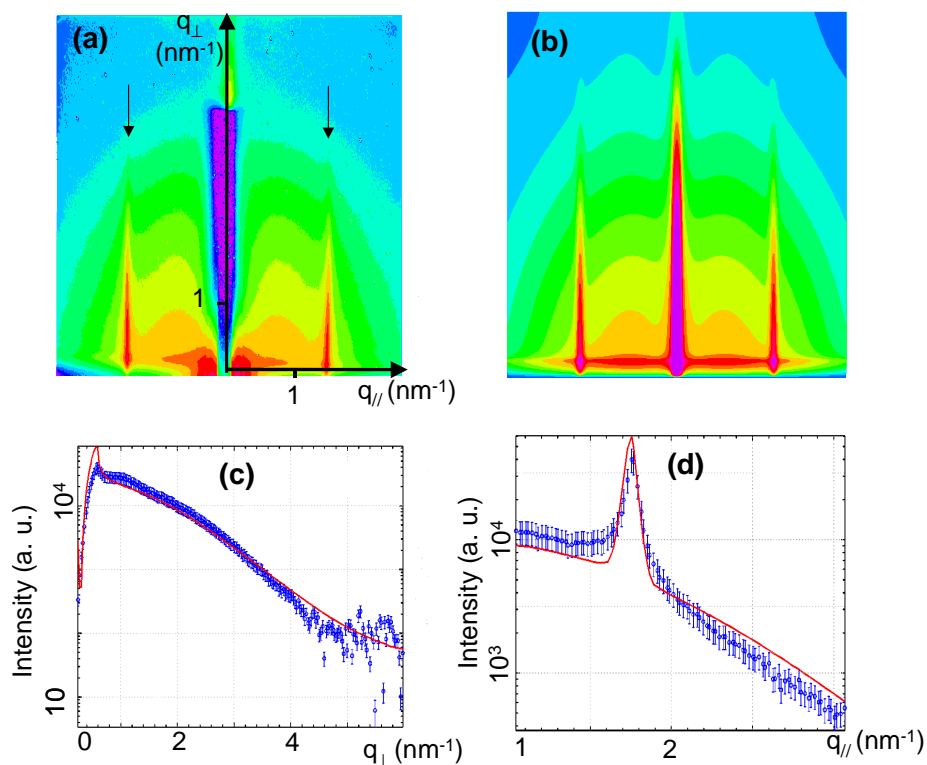 (a)
q⊥
(nm⁻¹)
1
1
q// (nm⁻¹)
(b)
(c)
Intensity (a. u.)
10⁴
10
0 2 4
q⊥ (nm⁻¹)
(d)
Intensity (a. u.)
10⁴
10³
1 2
q// (nm⁻¹)